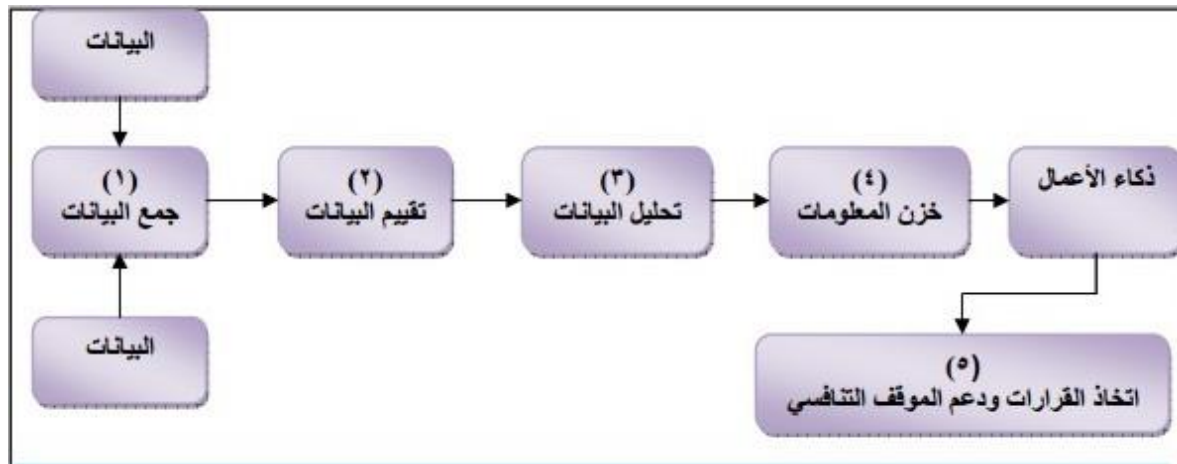 البيانات
(١)
جمع البيانات
(٢)
تقييم البيانات
(٣)
تحليل البيانات
(٤)
خزن المعلومات
ذكاء الأعمال
البيانات
(٥)
اتخاذ القرارات ودعم الموقف التنافسي